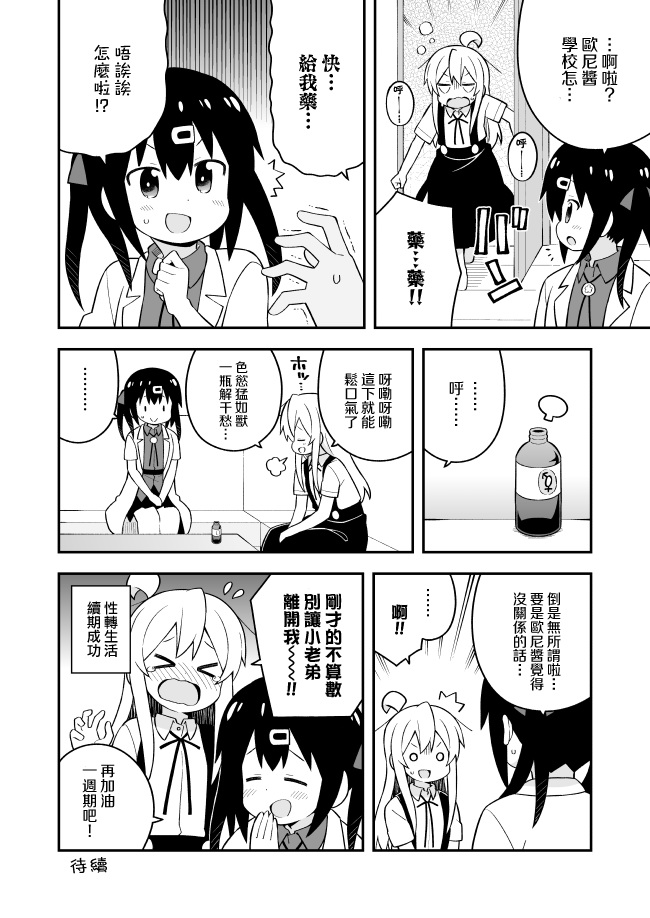 …啊啦？
歐尼醬
學校怎…
呼……
呼……
藥…藥!!
快…
給我藥…
唔誒誒
怎麼啦!?
……
呼…
呀嘞呀嘞
這下就能
鬆口氣了
ホッ…
色慾猛如獸
一瓶解千愁…
……
倒是無所謂啦…
要是歐尼醬覺得
沒關係的話…
……
啊!!
剛才的不算數
別讓小老弟
離開我～～!!
性轉生活
續期成功
再加油
一週期吧！
待續